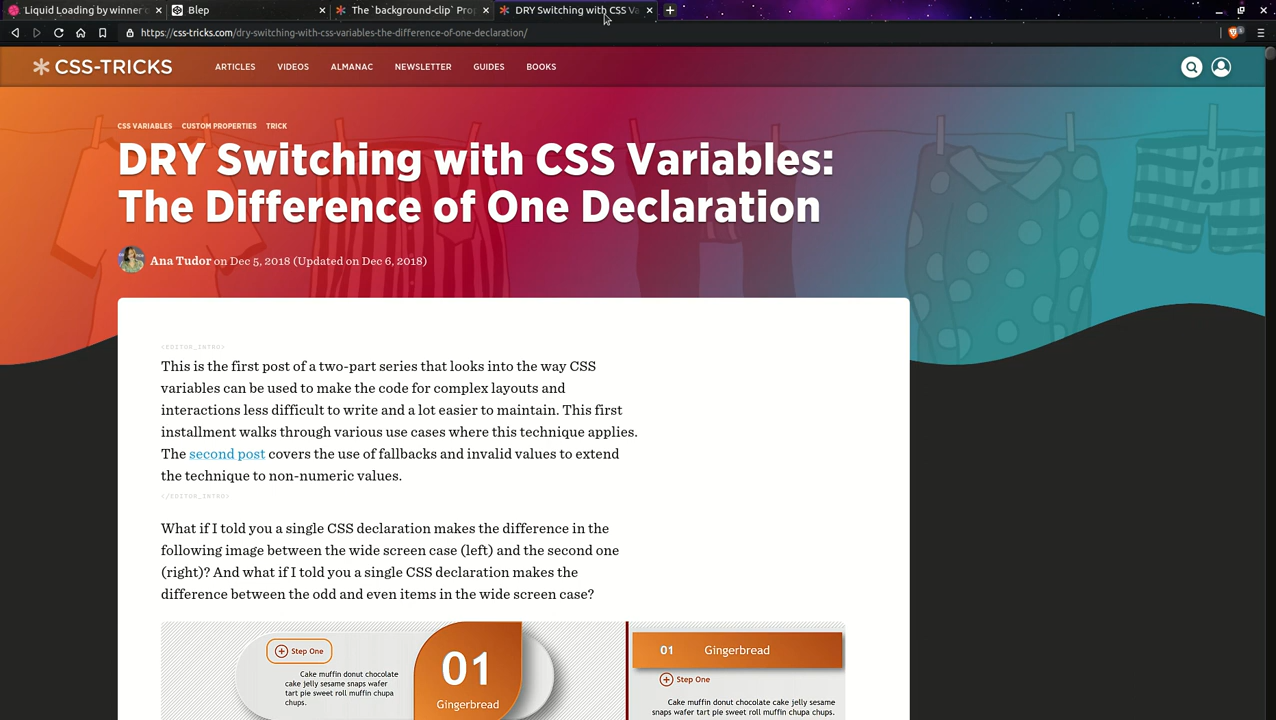 Liquid Loading by winner o
Blep
The `background-clip` Prop
DRY Switching with CSS Va
https://css-tricks.com/dry-switching-with-css-variables-the-difference-of-one-declaration/
CSS-TRICKS
ARTICLES VIDEOS ALMANAC NEWSLETTER GUIDES BOOKS
CSS VARIABLES CUSTOM PROPERTIES TRICK
DRY Switching with CSS Variables:
The Difference of One Declaration
Ana Tudor on Dec 5, 2018 (Updated on Dec 6, 2018)
<EDITOR_INTRO>
This is the first post of a two-part series that looks into the way CSS
variables can be used to make the code for complex layouts and
interactions less difficult to write and a lot easier to maintain. This first
installment walks through various use cases where this technique applies.
The second post covers the use of fallbacks and invalid values to extend
the technique to non-numeric values.
</EDITOR_INTRO>
What if I told you a single CSS declaration makes the difference in the
following image between the wide screen case (left) and the second one
(right)? And what if I told you a single CSS declaration makes the
difference between the odd and even items in the wide screen case?
Step One
Cake muffin donut chocolate
cake jelly sesame snaps wafer
tart pie sweet roll muffin chupa
chups.
01
Gingerbread
01 Gingerbread
Step One
Cake muffin donut chocolate cake jelly sesame
snaps wafer tart pie sweet roll muffin chupa chups.